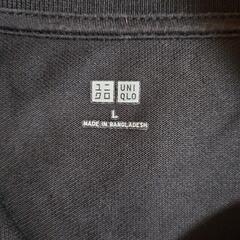 ユニ UNI
クロ QLO
L
MADE IN BANGLADESH